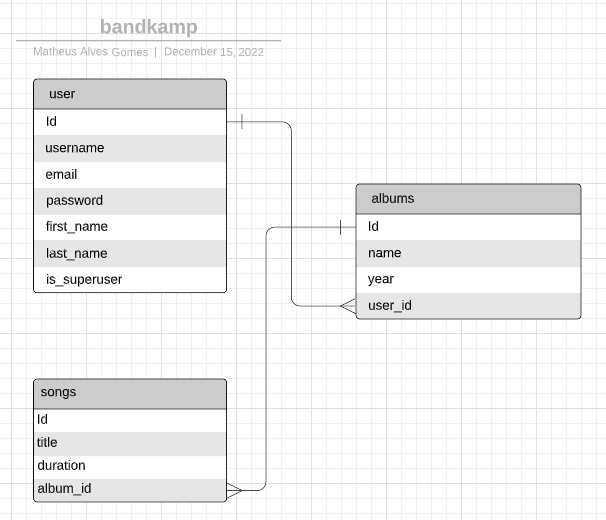 bandkamp
Matheus Alves Gomes | December 15, 2022
user
Id
username
email
password
first_name
last_name
is_superuser
albums
Id
name
year
user_id
songs
Id
title
duration
album_id